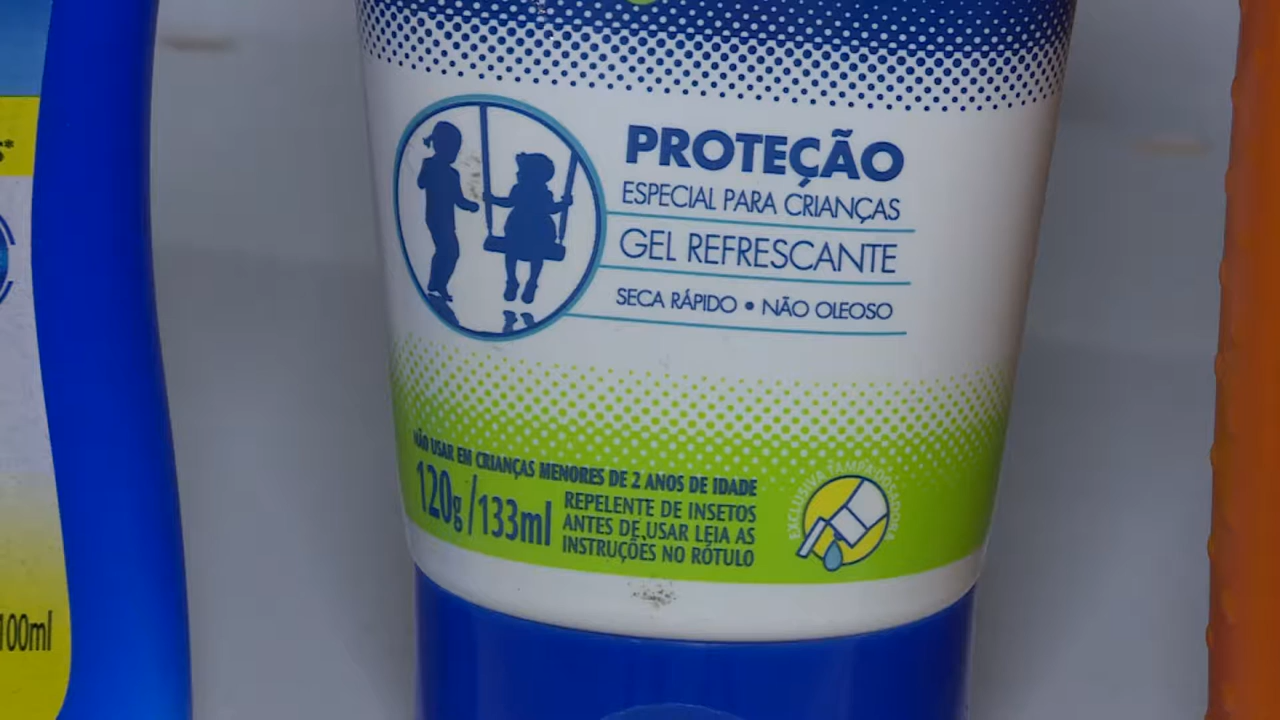 PROTEÇÃO
ESPECIAL PARA CRIANÇAS
GEL REFRESCANTE
SECA RÁPIDO • NÃO OLEOSO
NÃO USAR EM CRIANÇAS MENORES DE 2 ANOS DE IDADE
120g/133ml
REPELENTE DE INSETOS
ANTES DE USAR LEIA AS
INSTRUÇÕES NO RÓTULO
EXCLUSIVA TAMPA DOSADORA
100ml